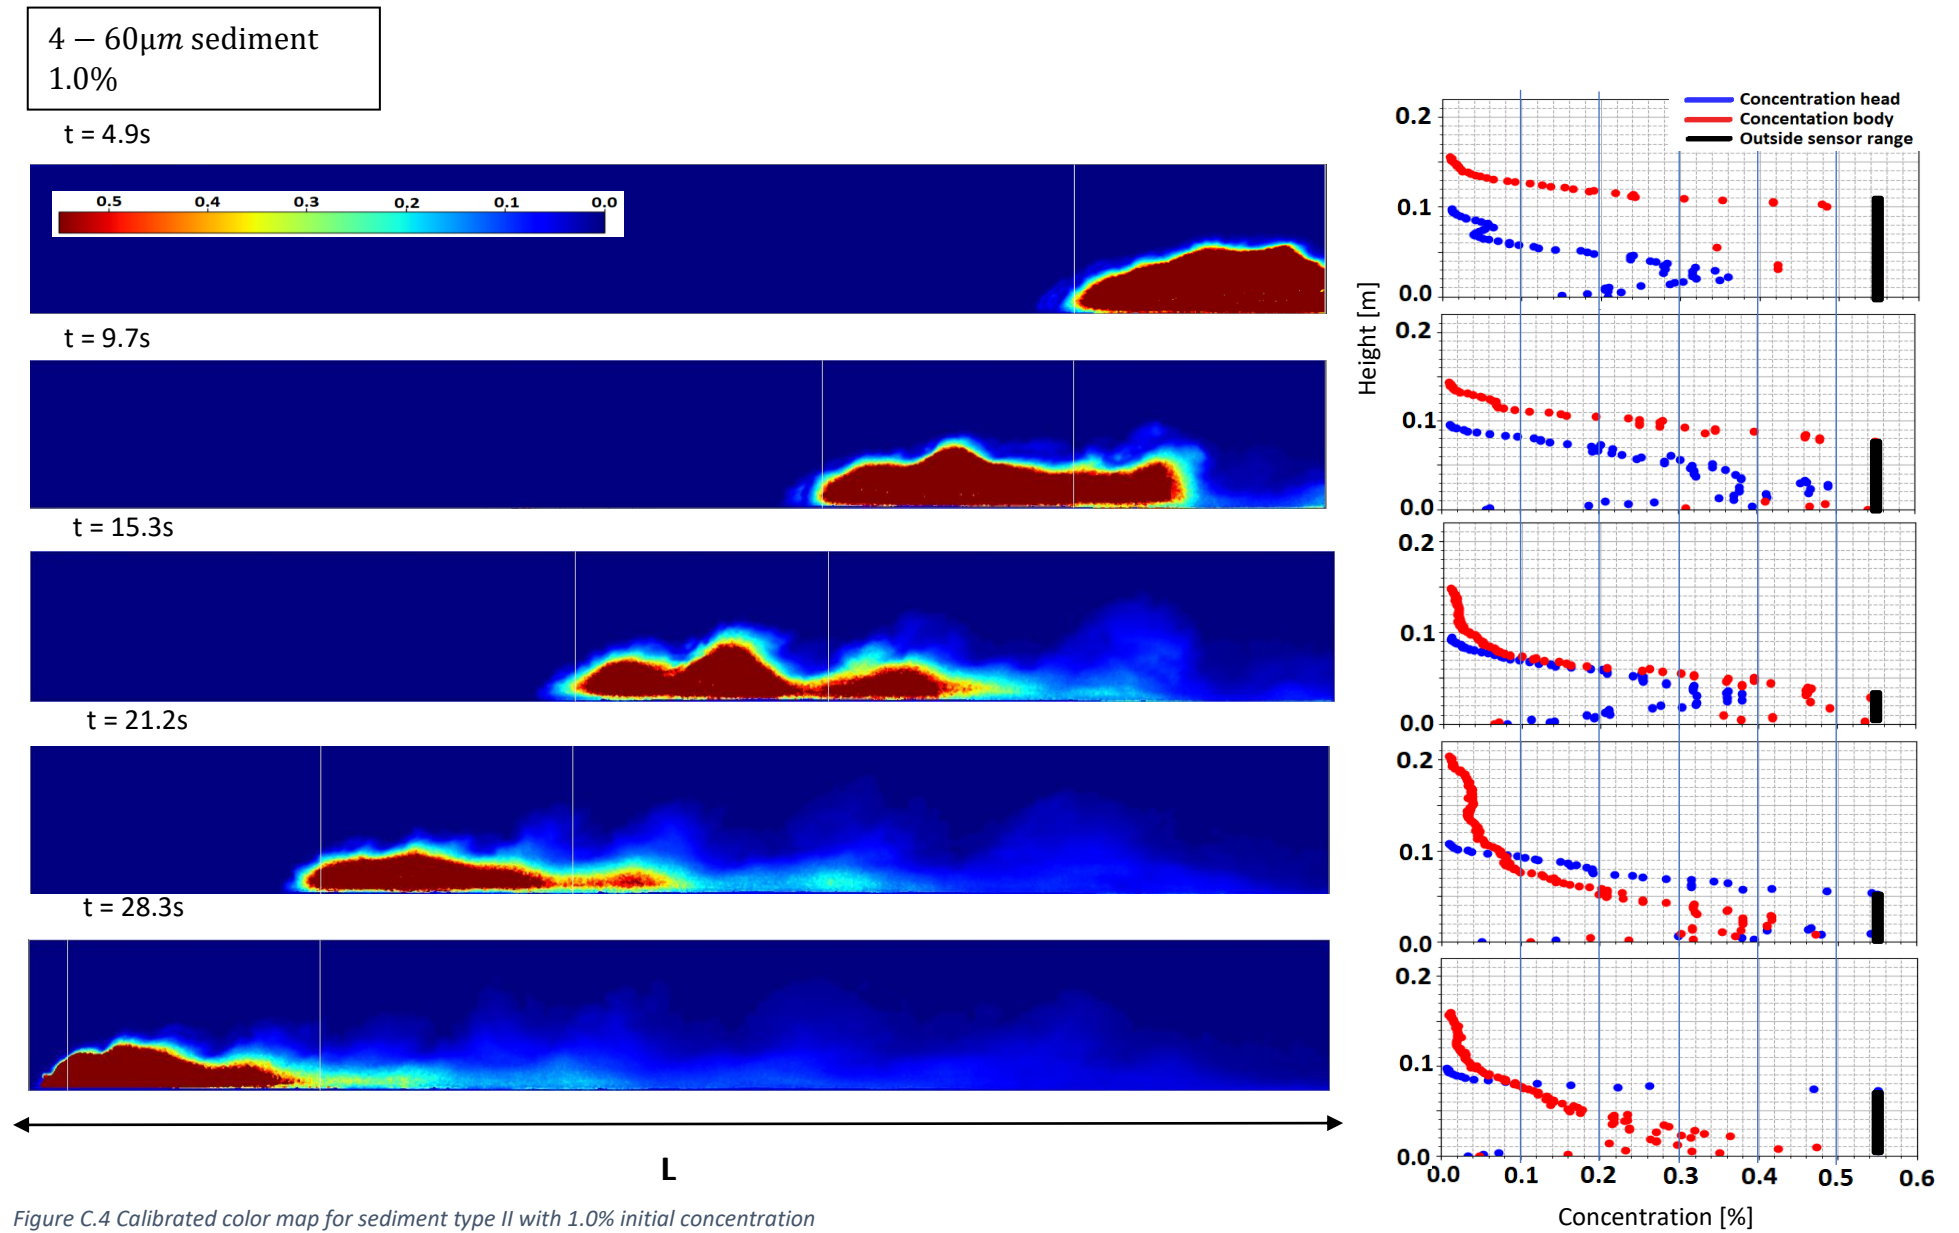 4 − 60µm sediment
1.0%
t = 4.9s
0.5 0.4 0.3 0.2 0.1 0.0
t = 9.7s
t = 15.3s
t = 21.2s
t = 28.3s
L
Concentration head
Concentation body
Outside sensor range
0.2
0.1
0.0
0.2
0.1
0.0
0.2
0.1
0.0
0.2
0.1
0.0
0.2
0.1
0.0
Height [m]
0.0 0.1 0.2 0.3 0.4 0.5 0.6
Concentration [%]
Figure C.4 Calibrated color map for sediment type II with 1.0% initial concentration